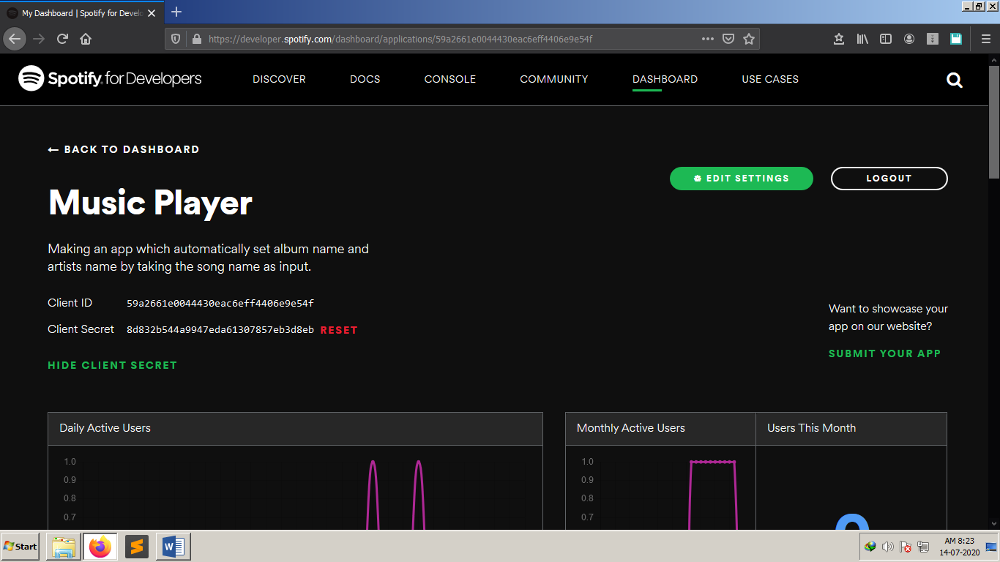 My Dashboard | Spotify for Develo
https://developer.spotify.com/dashboard/applications/59a2661e0044430eac6eff4406e9e54f
Spotify for Developers
DISCOVER
DOCS
CONSOLE
COMMUNITY
DASHBOARD
USE CASES
← BACK TO DASHBOARD
EDIT SETTINGS
LOGOUT
Music Player
Making an app which automatically set album name and
artists name by taking the song name as input.
Client ID 59a2661e0044430eac6eff4406e9e54f
Client Secret 8d832b544a9947eda61307857eb3d8eb RESET
HIDE CLIENT SECRET
Want to showcase your
app on our website?
SUBMIT YOUR APP
Daily Active Users
1.0
0.9
0.8
0.7
Monthly Active Users
1.0
0.9
0.8
0.7
Users This Month
Start
AM 8:23
14-07-2020